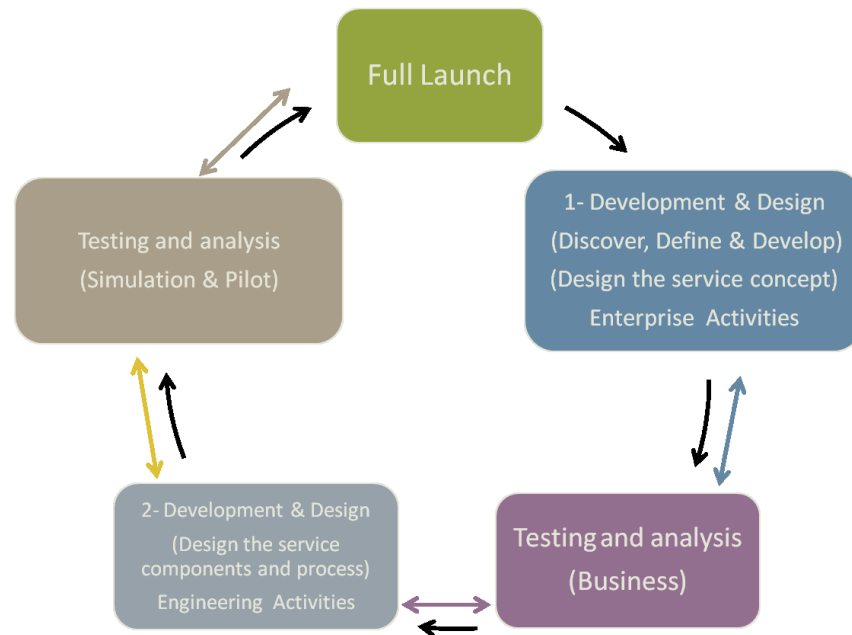 Full Launch
1- Development & Design
(Discover, Define & Develop)
(Design the service concept)
Enterprise Activities
Testing and analysis
(Business)
2- Development & Design
(Design the service
components and process)
Engineering Activities
Testing and analysis
(Simulation & Pilot)